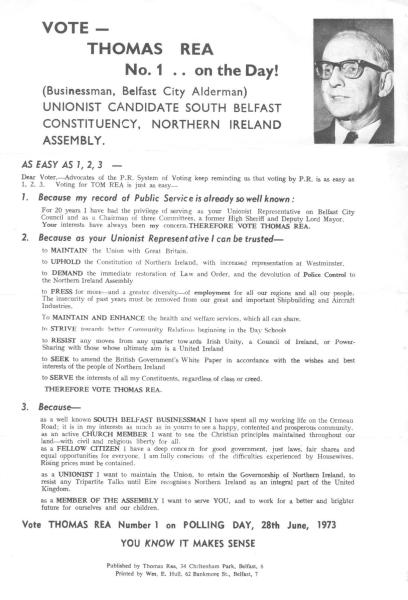 VOTE —
THOMAS REA
No. 1 . . on the Day!
(Businessman, Belfast City Alderman)
UNIONIST CANDIDATE SOUTH BELFAST
CONSTITUENCY, NORTHERN IRELAND
ASSEMBLY.
AS EASY AS 1, 2, 3 —
Dear Voter,—Advocates of the P.R. System of Voting keep reminding us that voting by P.R. is as easy as
1, 2, 3. Voting for TOM REA is just as easy—
1. Because my record of Public Service is already so well known:
For 20 years I have had the privilege of serving as your Unionist Representative on Belfast City
Council and as a Chairman of three Committees, a former High Sheriff and Deputy Lord Mayor.
Your interests have always been my concern. THEREFORE VOTE THOMAS REA.
2. Because as your Unionist Representative I can be trusted—
to MAINTAIN the Union with Great Britain.
to UPHOLD the Constitution of Northern Ireland, with increased representation at Westminster.
to DEMAND the immediate restoration of Law and Order, and the devolution of Police Control to
the Northern Ireland Assembly
to PRESS for more—and a greater diversity—of employment for all our regions and all our people.
The insecurity of past years must be removed from our great and important Shipbuilding and Aircraft
Industries.
To MAINTAIN AND ENHANCE the health and welfare services, which all can share.
to STRIVE towards better Community Relations beginning in the Day Schools
to RESIST any moves from any quarter towards Irish Unity, a Council of Ireland, or Power-
Sharing with those whose ultimate aim is a United Ireland
to SEEK to amend the British Government's White Paper in accordance with the wishes and best
interests of the people of Northern Ireland
to SERVE the interests of all my Constituents, regardless of class or creed.
THEREFORE VOTE THOMAS REA.
3. Because—
as a well known SOUTH BELFAST BUSINESSMAN I have spent all my working life on the Ormeau
Road; it is in my interests as much as in yours to see a happy, contented and prosperous community.
as an active CHURCH MEMBER I want to see the Christian principles maintained throughout our
land—with civil and religious liberty for all.
as a FELLOW CITIZEN I have a deep concern for good government, just laws, fair shares and
equal opportunities for everyone. I am fully conscious of the difficulties experienced by Housewives.
Rising prices must be contained.
as a UNIONIST I want to maintain the Union, to retain the Governorship of Northern Ireland, to
resist any Tripartite Talks until Eire recognises Northern Ireland as an integral part of the United
Kingdom.
as a MEMBER OF THE ASSEMBLY I want to serve YOU, and to work for a better and brighter
future for ourselves and our children.
Vote THOMAS REA Number 1 on POLLING DAY, 28th June, 1973
YOU KNOW IT MAKES SENSE
Published by Thomas Rea, 34 Cheltenham Park, Belfast, 6
Printed by Wm. E. Hull, 62 Bankmore St., Belfast, 7